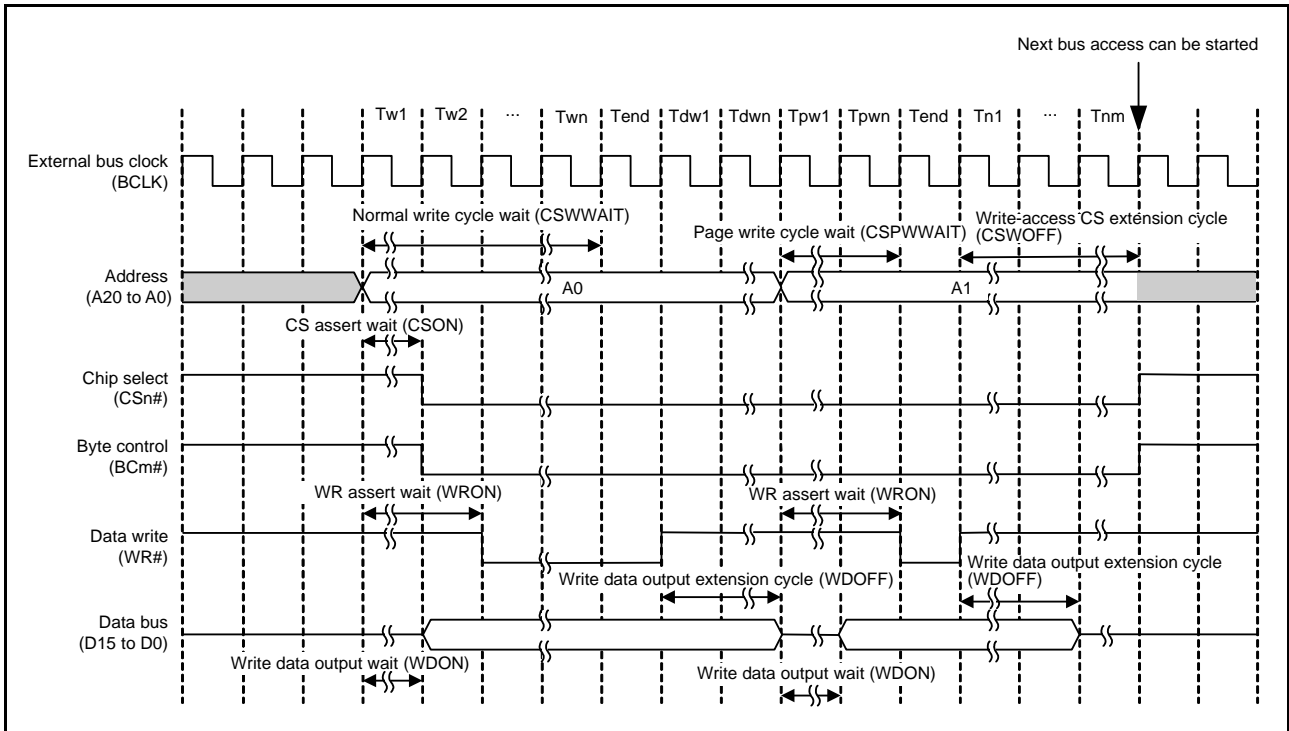 Next bus access can be started
Tw1 Tw2 ... Twn Tend Tdw1 Tdwn Tpw1 Tpwn Tend Tn1 ... Tnm
External bus clock
(BCLK)
Normal write cycle wait (CSWWAIT)
Page write cycle wait (CSPWWAIT)
Write-access CS extension cycle
(CSWOFF)
Address
(A20 to A0)
A0
A1
CS assert wait (CSON)
Chip select
(CSn#)
Byte control
(BCm#)
WR assert wait (WRON)
WR assert wait (WRON)
Data write
(WR#)
Write data output extension cycle (WDOFF)
Write data output extension cycle
(WDOFF)
Data bus
(D15 to D0)
Write data output wait (WDON)
Write data output wait (WDON)